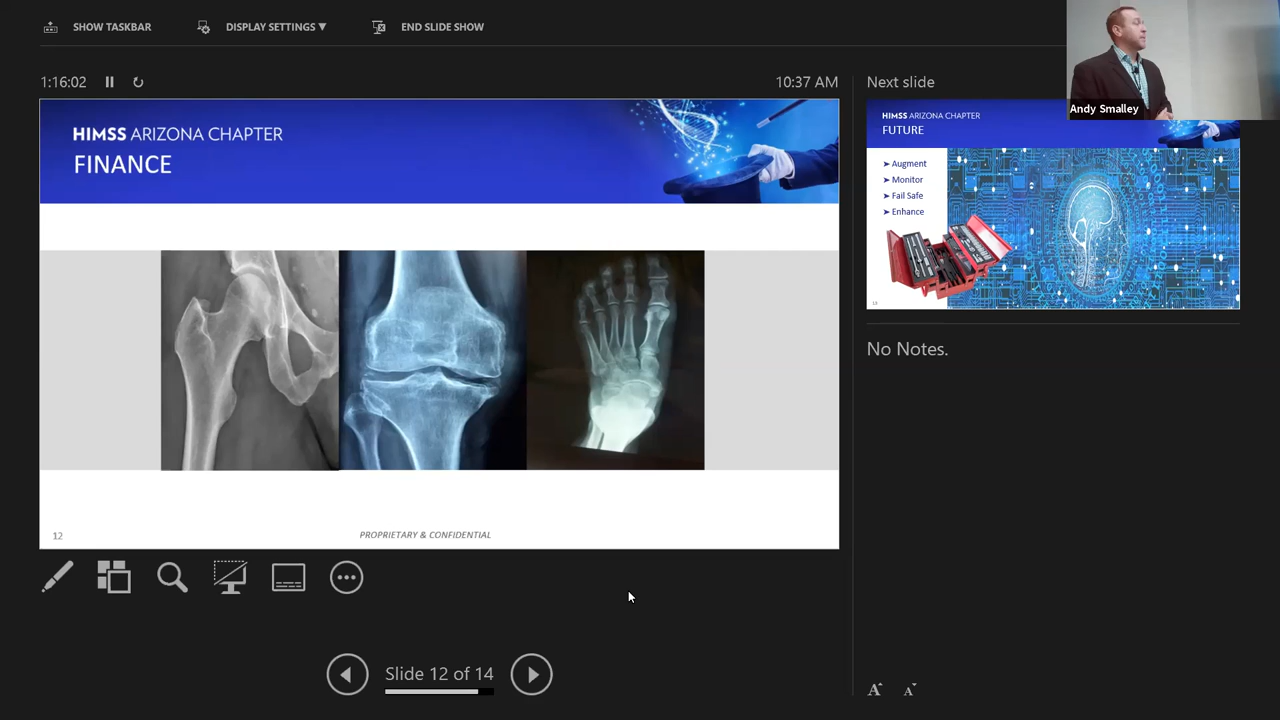 SHOW TASKBAR
DISPLAY SETTINGS ▼
END SLIDE SHOW
1:16:02
10:37 AM
HIMSS ARIZONA CHAPTER
FINANCE
12
PROPRIETARY & CONFIDENTIAL
Slide 12 of 14
Next slide
HIMSS ARIZONA CHAPTER
FUTURE
➤ Augment
➤ Monitor
➤ Fail Safe
➤ Enhance
13
No Notes.
A A
Andy Smalley